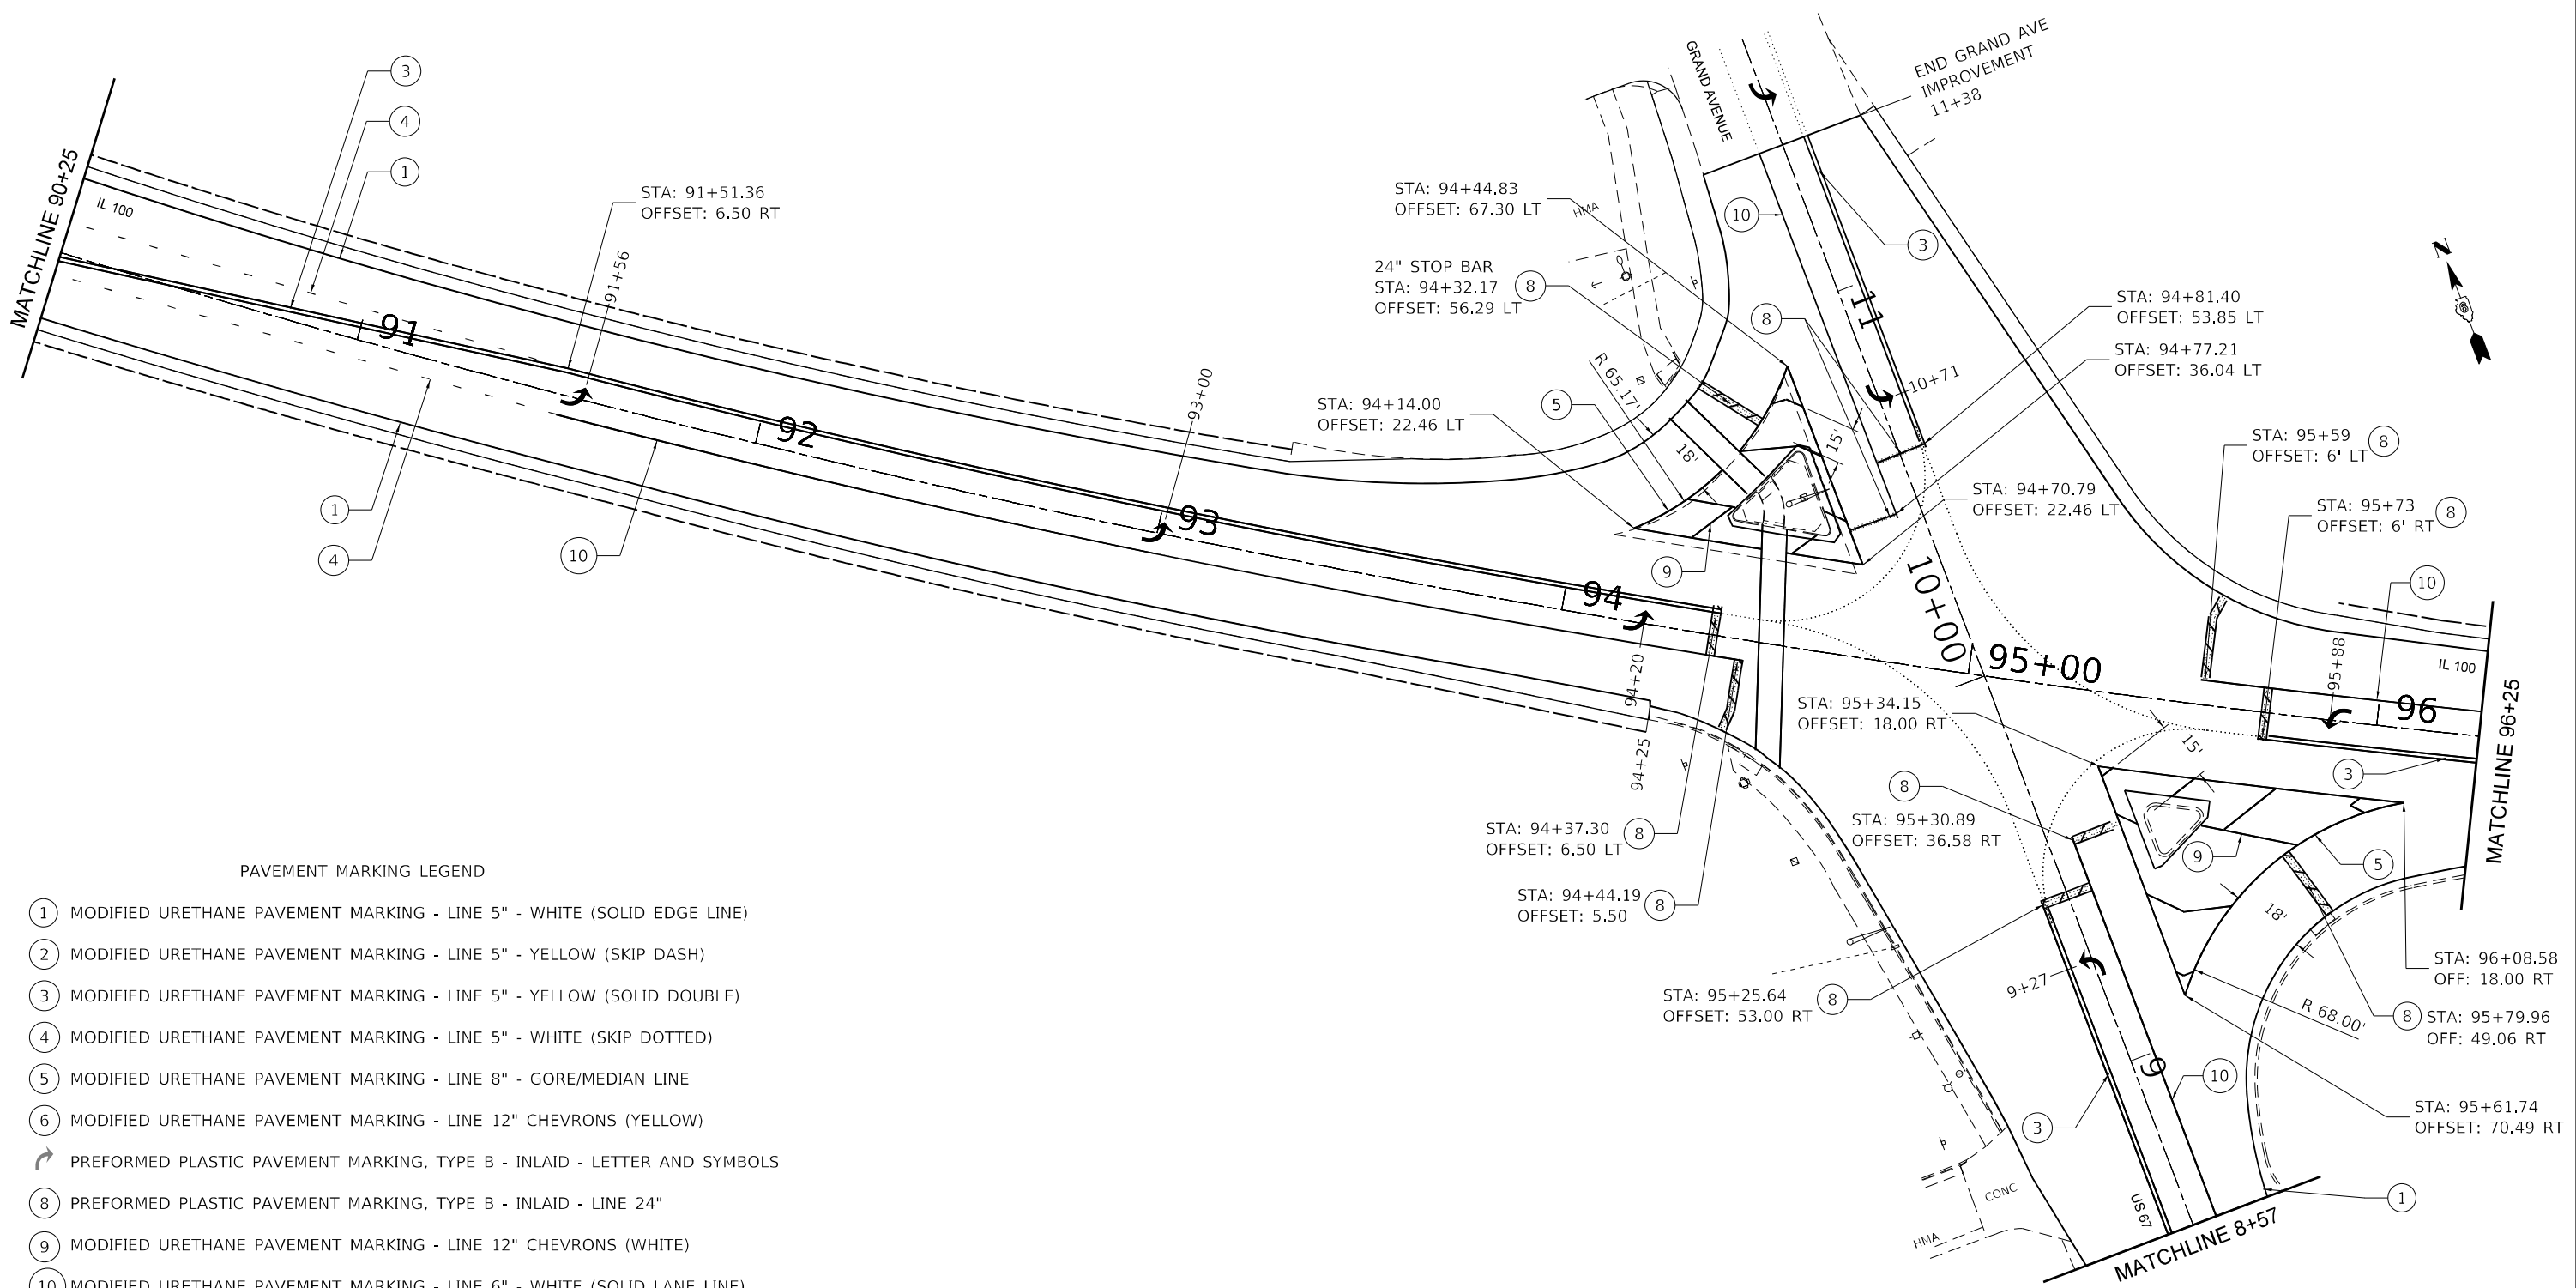 MATCHLINE 90+25
IL 100
3
4
1
STA: 91+51.36
OFFSET: 6.50 RT
91+56
91
92
93+00
93
94
1
4
10
GRAND AVENUE
END GRAND AVE
IMPROVEMENT
11+38
STA: 94+44.83
OFFSET: 67.30 LT
HMA
10
3
24" STOP BAR
STA: 94+32.17
OFFSET: 56.29 LT
8
8
11
STA: 94+81.40
OFFSET: 53.85 LT
STA: 94+77.21
OFFSET: 36.04 LT
N
R 65.17'
10+71
STA: 94+14.00
OFFSET: 22.46 LT
5
18'
15'
STA: 94+70.79
OFFSET: 22.46 LT
9
STA: 95+59
OFFSET: 6' LT
8
STA: 95+73
OFFSET: 6' RT
8
10
10+00
95+00
95+88
IL 100
96
MATCHLINE 96+25
94+20
94+25
STA: 95+34.15
OFFSET: 18.00 RT
15'
3
8
STA: 95+30.89
OFFSET: 36.58 RT
STA: 94+37.30
OFFSET: 6.50 LT
8
STA: 94+44.19
OFFSET: 5.50
8
9
5
18'
STA: 96+08.58
OFF: 18.00 RT
STA: 95+25.64
OFFSET: 53.00 RT
8
9+27
R 68.00'
8
STA: 95+79.96
OFF: 49.06 RT
9
10
3
STA: 95+61.74
OFFSET: 70.49 RT
CONC
HMA
US 67
1
MATCHLINE 8+57
PAVEMENT MARKING LEGEND
1 MODIFIED URETHANE PAVEMENT MARKING - LINE 5" - WHITE (SOLID EDGE LINE)
2 MODIFIED URETHANE PAVEMENT MARKING - LINE 5" - YELLOW (SKIP DASH)
3 MODIFIED URETHANE PAVEMENT MARKING - LINE 5" - YELLOW (SOLID DOUBLE)
4 MODIFIED URETHANE PAVEMENT MARKING - LINE 5" - WHITE (SKIP DOTTED)
5 MODIFIED URETHANE PAVEMENT MARKING - LINE 8" - GORE/MEDIAN LINE
6 MODIFIED URETHANE PAVEMENT MARKING - LINE 12" CHEVRONS (YELLOW)
PREFORMED PLASTIC PAVEMENT MARKING, TYPE B - INLAID - LETTER AND SYMBOLS
8 PREFORMED PLASTIC PAVEMENT MARKING, TYPE B - INLAID - LINE 24"
9 MODIFIED URETHANE PAVEMENT MARKING - LINE 12" CHEVRONS (WHITE)
10 MODIFIED URETHANE PAVEMENT MARKING - LINE 6" - WHITE (SOLID LANE LINE)